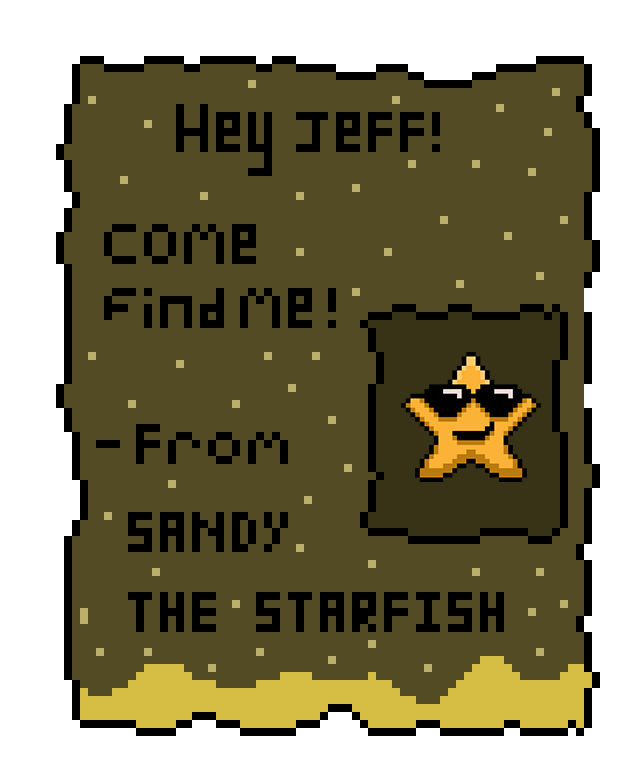 Hey Jeff!
come
find me!
- From
SANDY
THE STARFISH